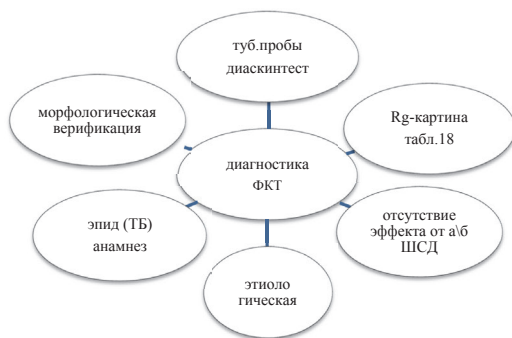 туб.пробы
диаскинтест
морфологическая
верификация
Rg-картина
табл.18
диагностика
ФКТ
эпид (ТБ)
анамнез
отсутствие
эффекта от а\б
ШСД
этиоло
гическая